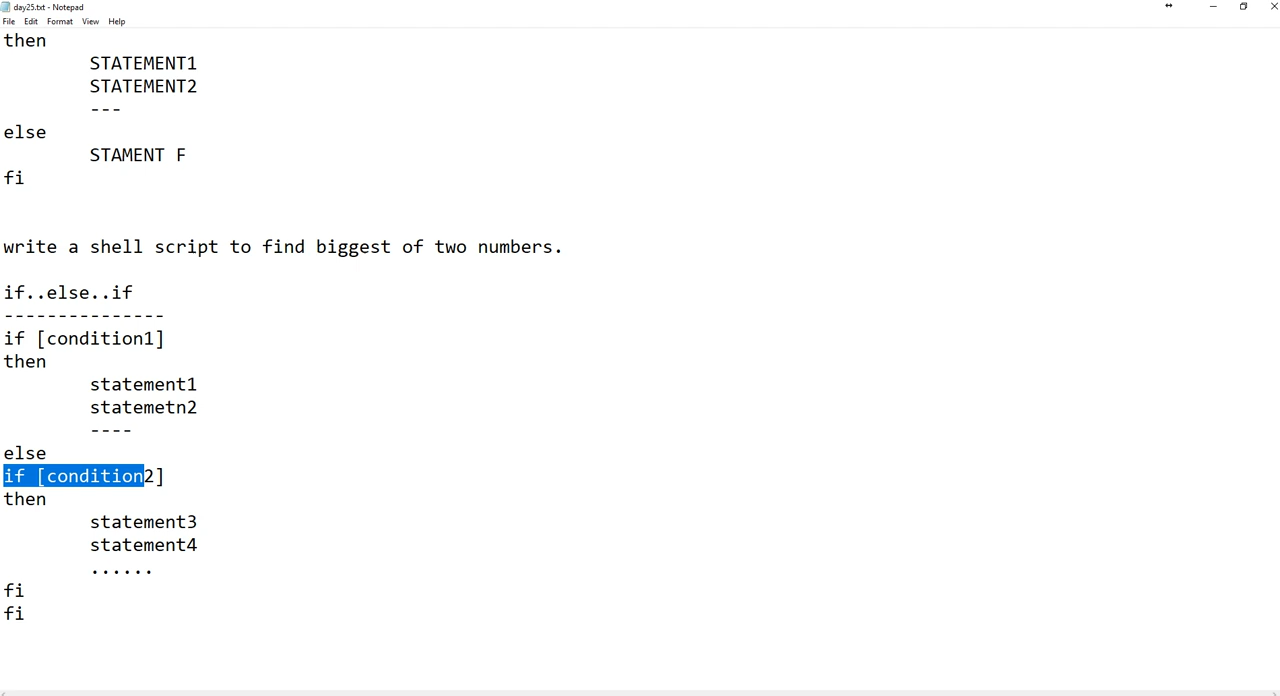 day25.txt - Notepad
File Edit Format View Help
then
STATEMENT1
STATEMENT2
---
else
STAMENT F
fi
write a shell script to find biggest of two numbers.
if..else..if
---------------
if [condition1]
then
statement1
statemetn2
----
else
if [condition2]
then
statement3
statement4
......
fi
fi